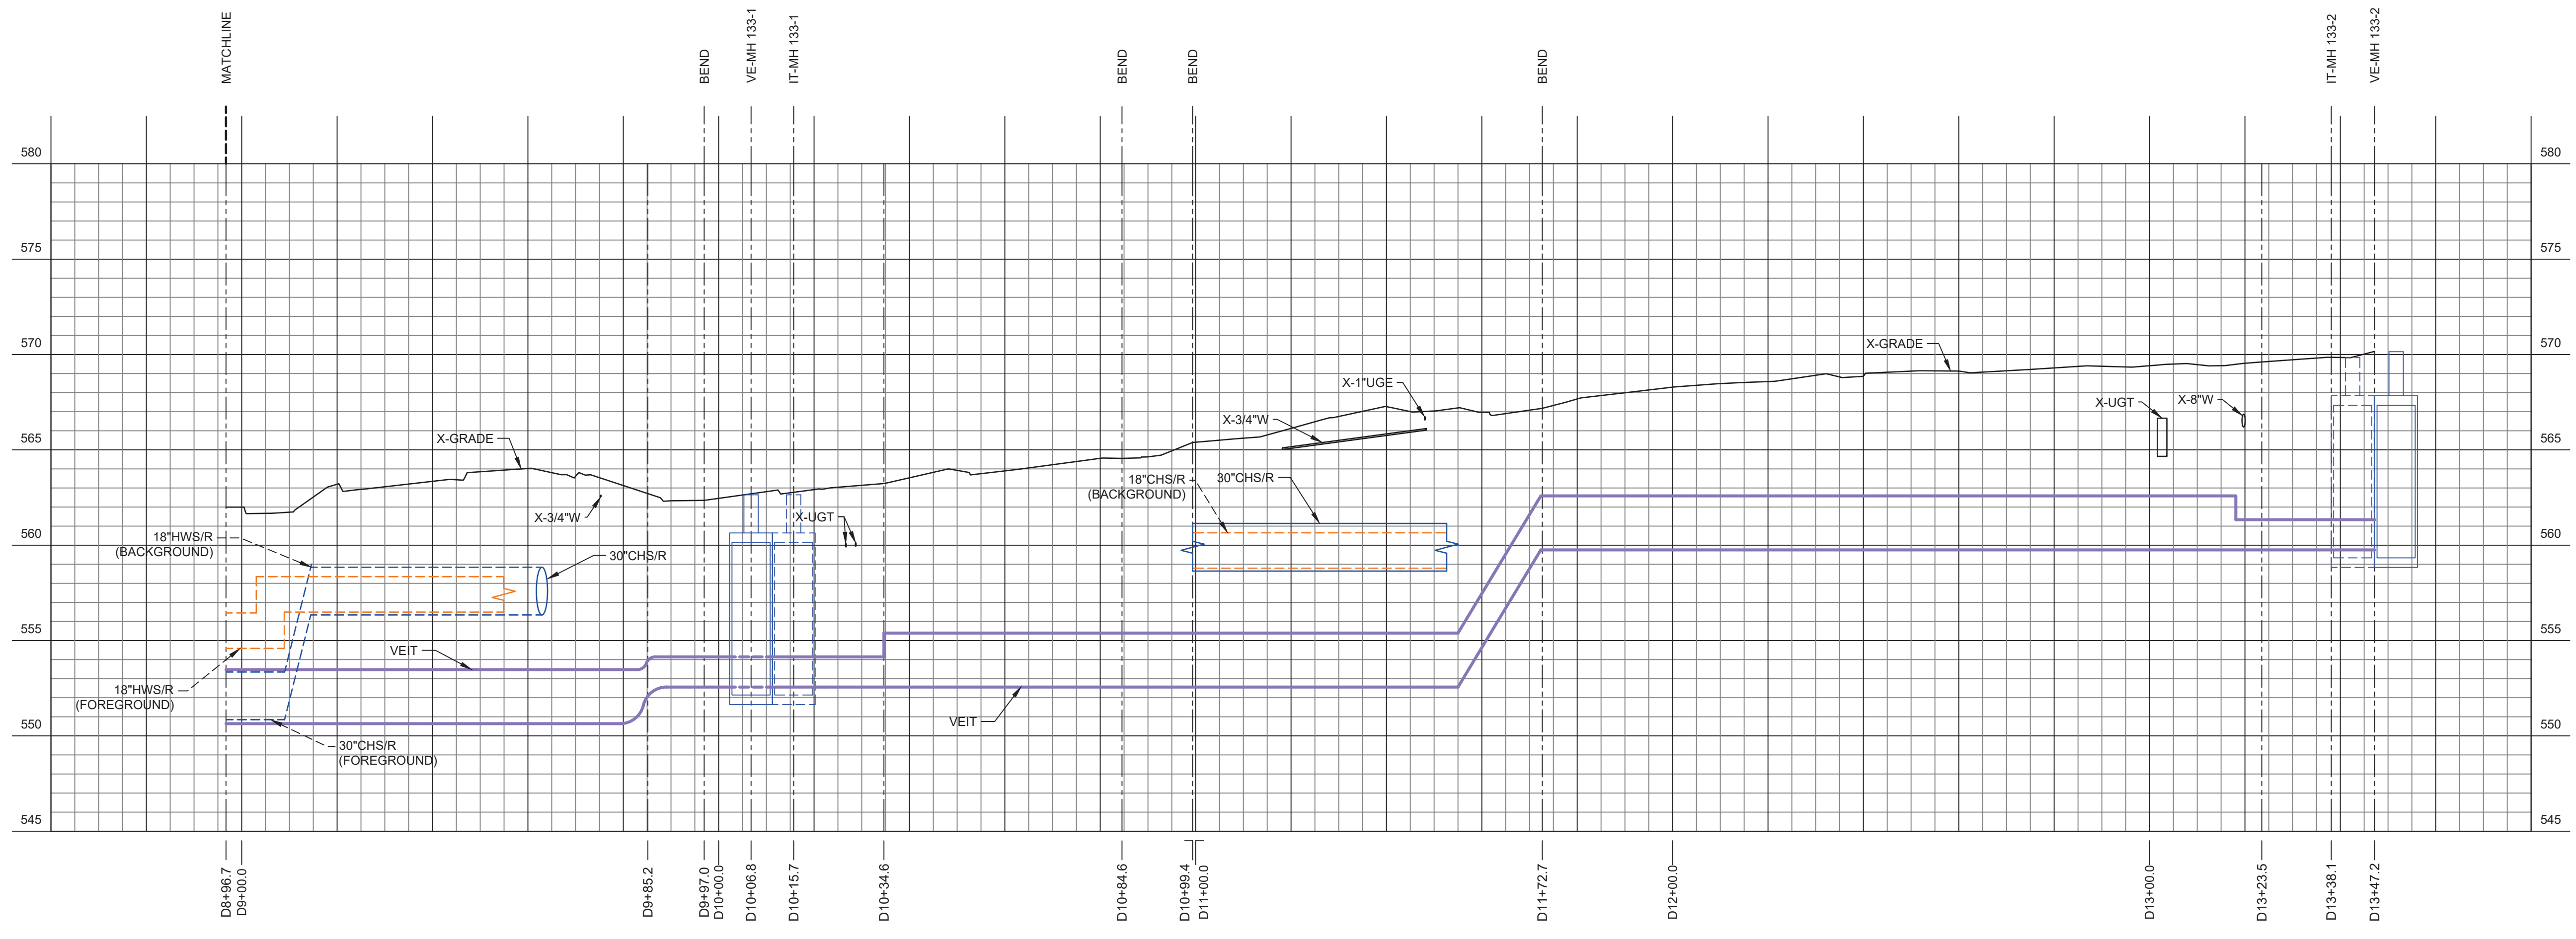 MATCHLINE
BEND
VE-MH 133-1
IT-MH 133-1
BEND
BEND
BEND
IT-MH 133-2
VE-MH 133-2
580
580
575
575
570
570
X-GRADE
X-1"UGE
X-3/4"W
X-UGT
X-8"W
565
565
X-GRADE
18"CHS/R
(BACKGROUND)
30"CHS/R
X-3/4"W
X-UGT
560
560
18"HWS/R
(BACKGROUND)
30"CHS/R
555
555
VEIT
18"HWS/R
(FOREGROUND)
VEIT
550
550
30"CHS/R
(FOREGROUND)
545
545
D8+96.7
D9+00.0
D9+85.2
D9+97.0
D10+00.0
D10+06.8
D10+15.7
D10+34.6
D10+84.6
D10+99.4
D11+00.0
D11+72.7
D12+00.0
D13+00.0
D13+23.5
D13+38.1
D13+47.2